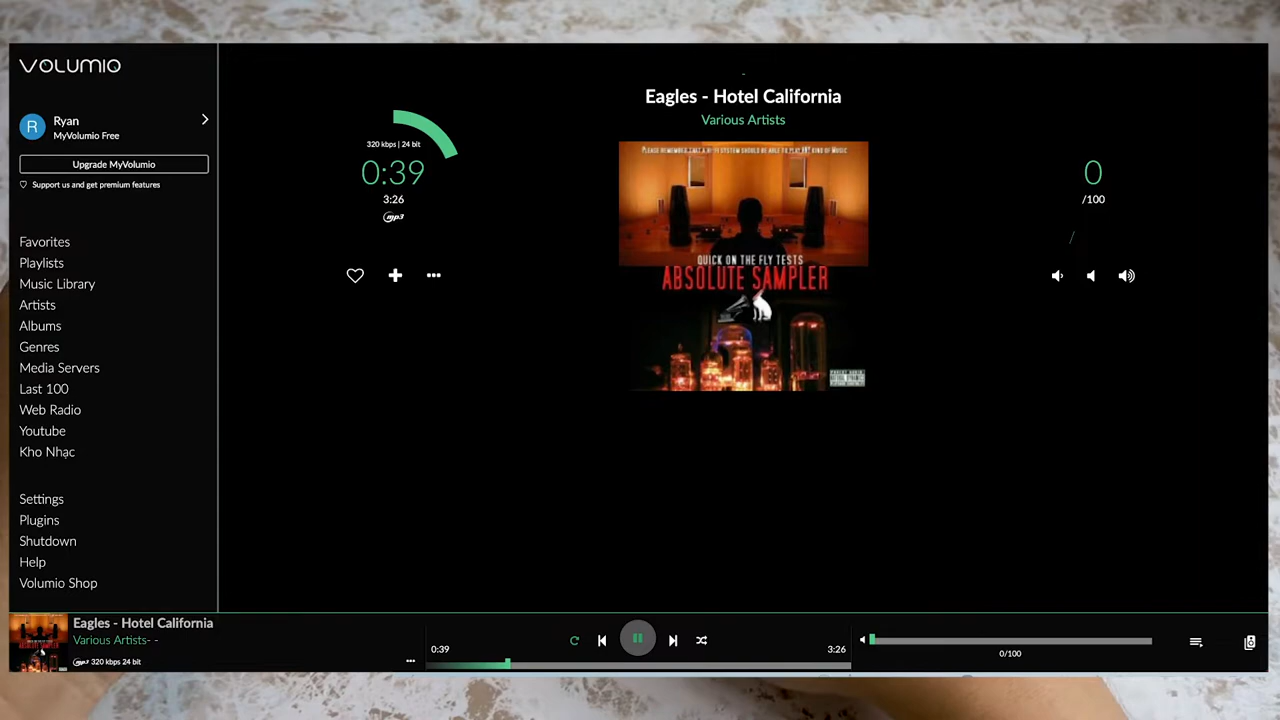 VOLUMIO
R
Ryan
MyVolumio Free
Upgrade MyVolumio
Support us and get premium features
Favorites
Playlists
Music Library
Artists
Albums
Genres
Media Servers
Last 100
Web Radio
Youtube
Kho Nhạc
Settings
Plugins
Shutdown
Help
Volumio Shop
-
Eagles - Hotel California
Various Artists
320 kbps | 24 bit
0:39
3:26
mp3
QUICK ON THE FLY TESTS
ABSOLUTE SAMPLER
0
/100
Eagles - Hotel California
Various Artists- -
mp3 320 kbps 24 bit
0:39
3:26
0/100